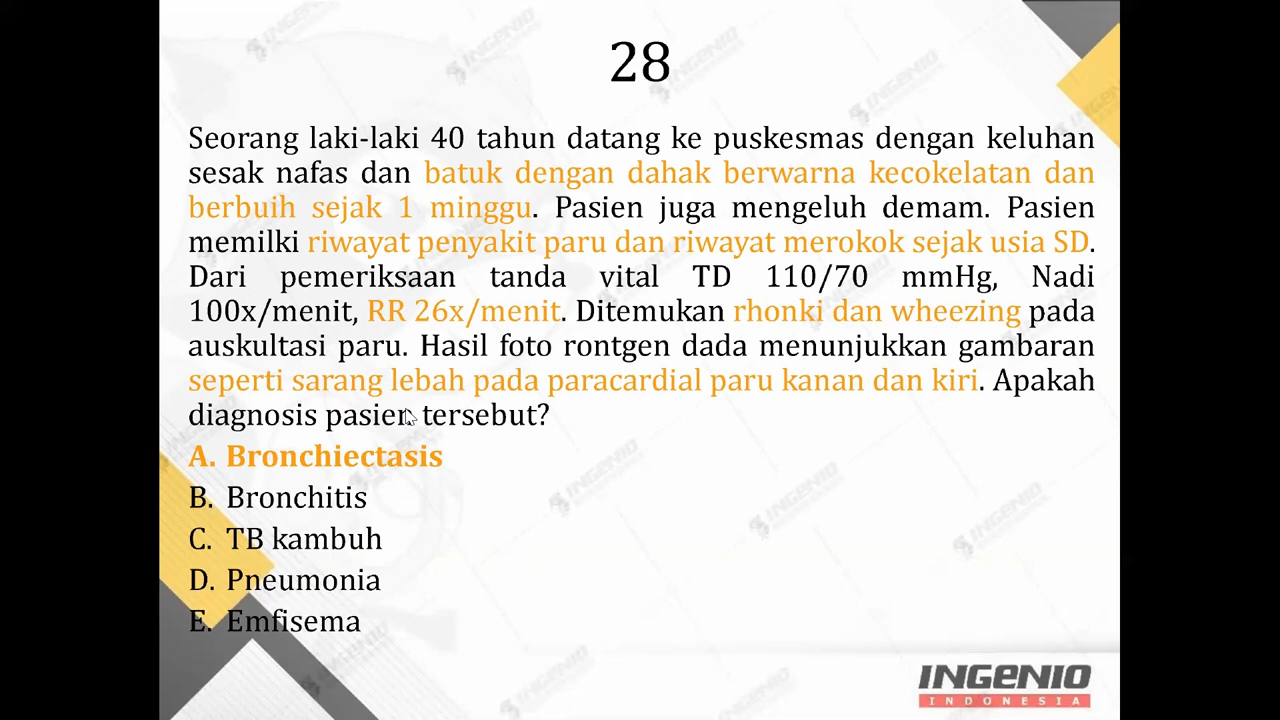 28
Seorang laki-laki 40 tahun datang ke puskesmas dengan keluhan
sesak nafas dan batuk dengan dahak berwarna kecokelatan dan
berbuih sejak 1 minggu. Pasien juga mengeluh demam. Pasien
memilki riwayat penyakit paru dan riwayat merokok sejak usia SD.
Dari pemeriksaan tanda vital TD 110/70 mmHg, Nadi
100x/menit, RR 26x/menit. Ditemukan rhonki dan wheezing pada
auskultasi paru. Hasil foto rontgen dada menunjukkan gambaran
seperti sarang lebah pada paracardial paru kanan dan kiri. Apakah
diagnosis pasien tersebut?
A. Bronchiectasis
B. Bronchitis
C. TB kambuh
D. Pneumonia
E. Emfisema
INGENIO
INDONESIA